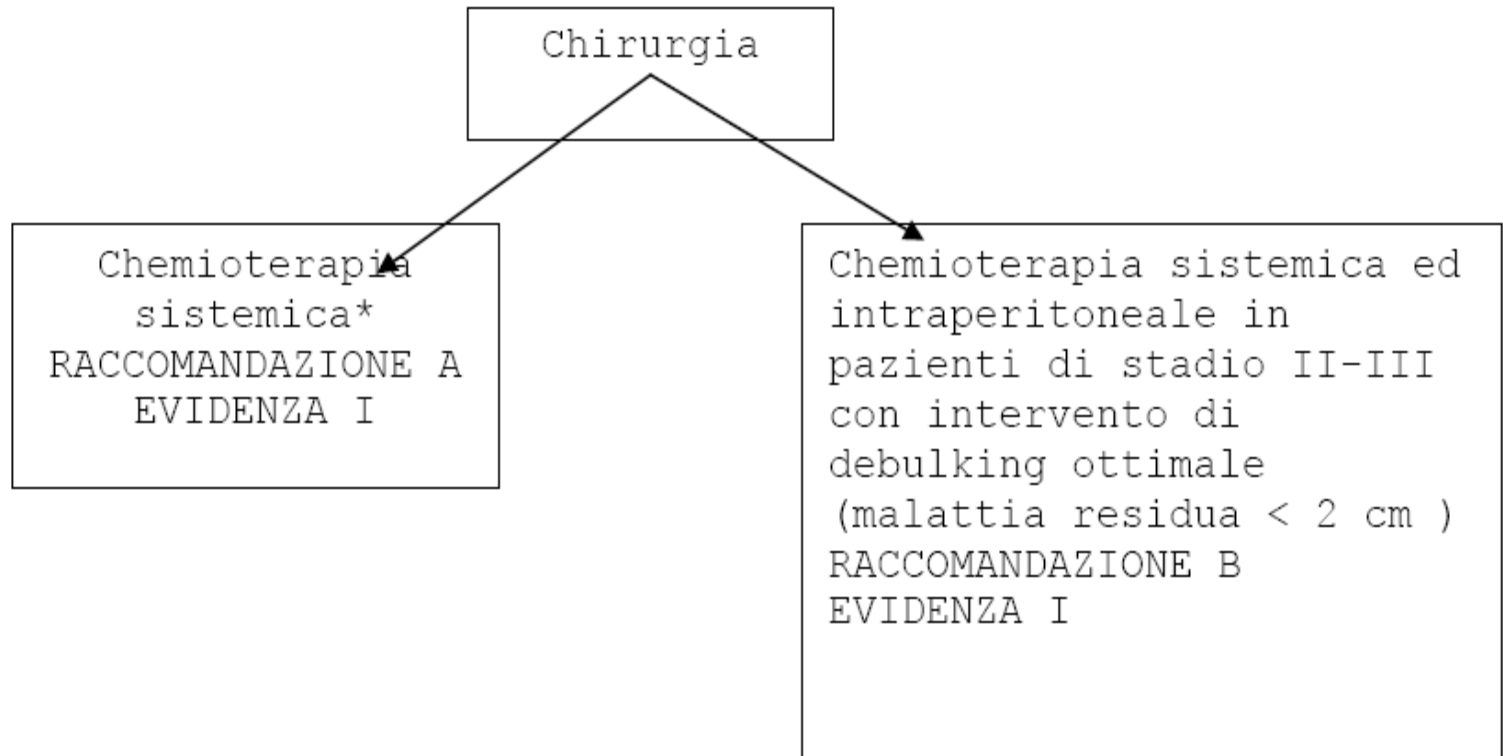 Chirurgia
Chemioterapia
sistemica*
RACCOMANDAZIONE A
EVIDENZA I
Chemioterapia sistemica ed
intraperitoneale in
pazienti di stadio II-III
con intervento di
debulking ottimale
(malattia residua < 2 cm )
RACCOMANDAZIONE B
EVIDENZA I